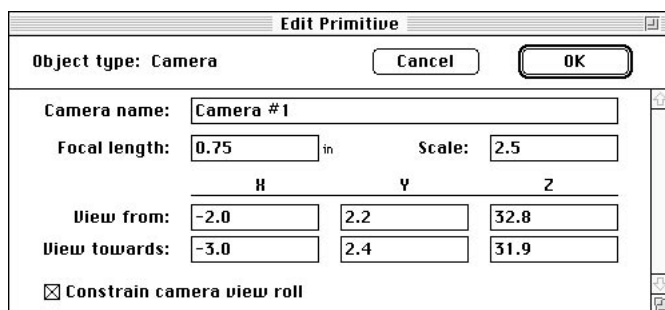 Edit Primitive
Object type: Camera Cancel OK
Camera name: Camera #1
Focal length: 0.75 in Scale: 2.5
X Y Z
View from: -2.0 2.2 32.8
View towards: -3.0 2.4 31.9
Constrain camera view roll